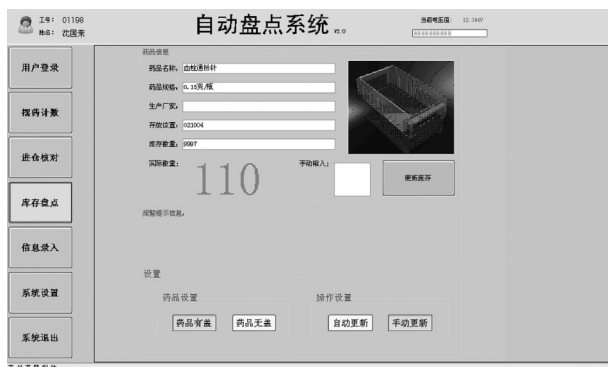 工号: 01198
姓名: 沈国荣
自动盘点系统 V2.0
当前电压值: 12.36V
用户登录
摆药计数
进仓核对
库存盘点
信息录入
系统设置
系统退出
药品信息
药品名称: 血栓通粉针
药品规格: 0.15克/瓶
生产厂家:
存放位置: 021004
库存数量: 9997
实际数量: 110
手动输入:
更新库存
报警提示信息:
设置
药品设置
药品有盖 药品无盖
操作设置
自动更新 手动更新